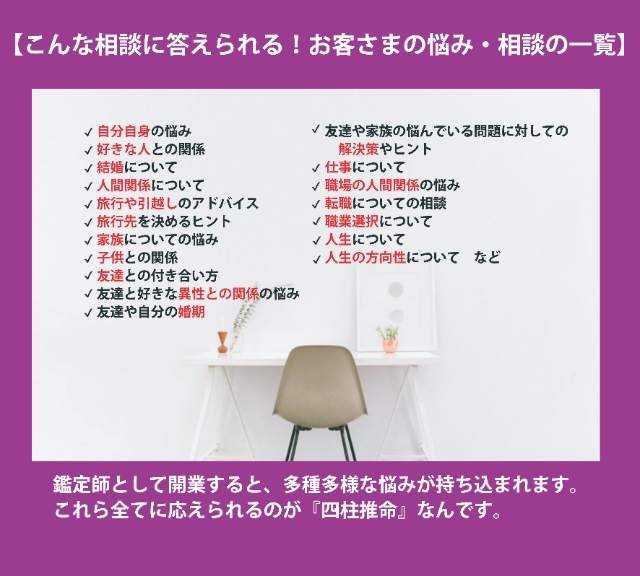 【こんな相談に答えられる！お客さまの悩み・相談の一覧】
✓ 自分自身の悩み
✓ 好きな人との関係
✓ 結婚について
✓ 人間関係について
✓ 旅行や引越しのアドバイス
✓ 旅行先を決めるヒント
✓ 家族についての悩み
✓ 子供との関係
✓ 友達との付き合い方
✓ 友達と好きな異性との関係の悩み
✓ 友達や自分の婚期
✓ 友達や家族の悩んでいる問題に対しての
解決策やヒント
✓ 仕事について
✓ 職場の人間関係の悩み
✓ 転職についての相談
✓ 職業選択について
✓ 人生について
✓ 人生の方向性について　など
鑑定師として開業すると、多種多様な悩みが持ち込まれます。
これら全てに応えられるのが『四柱推命』なんです。